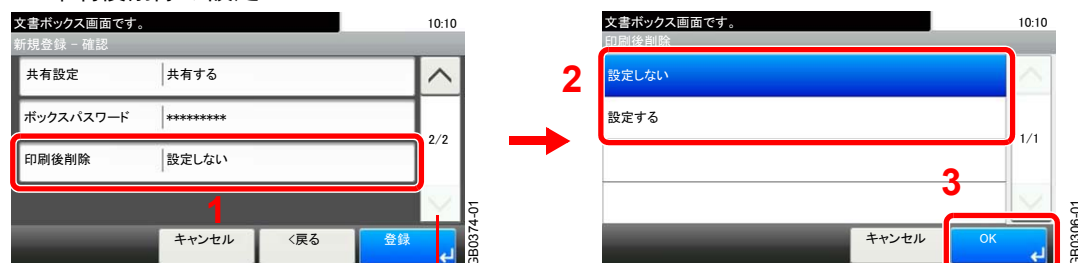 文書ボックス画面です。 10:10
新規登録 - 確認
共有設定 共有する
ボックスパスワード *********
2/2
印刷後削除 設定しない
1
キャンセル <戻る 登録
GB0374-01
文書ボックス画面です。 10:10
印刷後削除
2
設定しない
設定する
1/1
3
キャンセル OK
GB0306-01